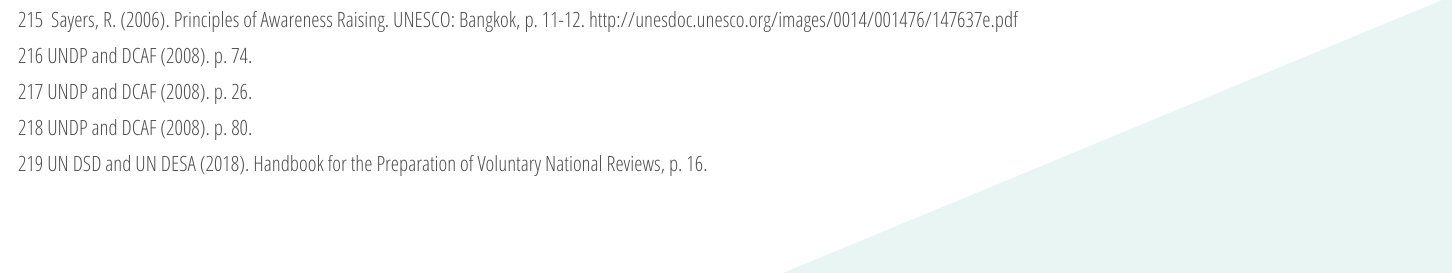 215 Sayers, R. (2006). Principles of Awareness Raising. UNESCO: Bangkok, p. 11-12. http://unesdoc.unesco.org/images/0014/001476/147637e.pdf
216 UNDP and DCAF (2008). p. 74.
217 UNDP and DCAF (2008). p. 26.
218 UNDP and DCAF (2008). p. 80.
219 UN DSD and UN DESA (2018). Handbook for the Preparation of Voluntary National Reviews, p. 16.